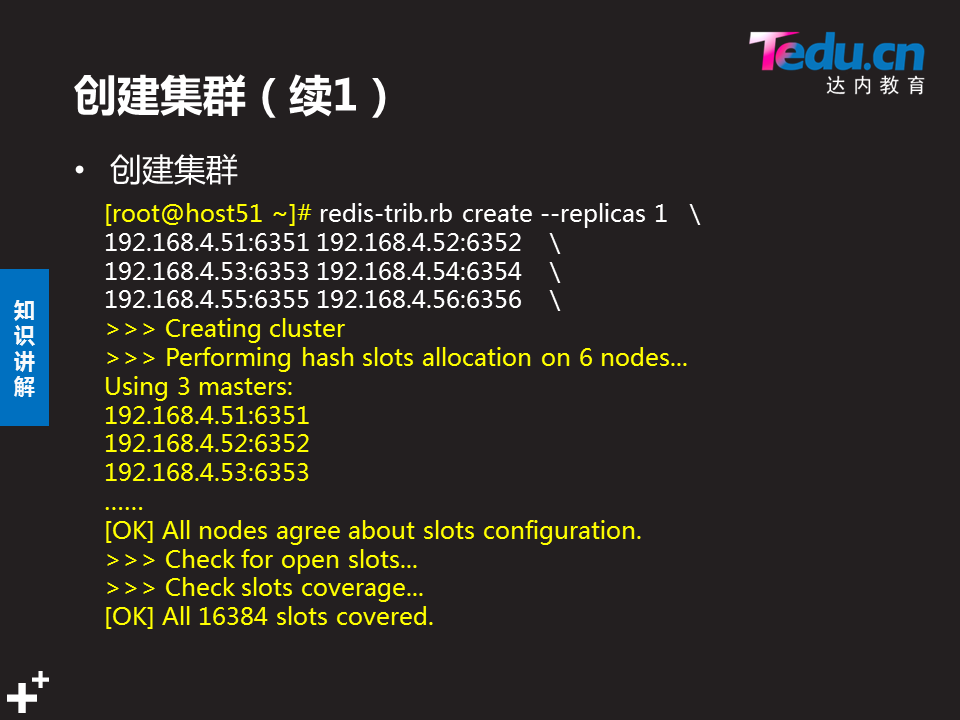 Tedu.cn
达内教育
创建集群（续1）
• 创建集群
[root@host51 ~]# redis-trib.rb create --replicas 1 \
192.168.4.51:6351 192.168.4.52:6352 \
192.168.4.53:6353 192.168.4.54:6354 \
192.168.4.55:6355 192.168.4.56:6356 \
>>> Creating cluster
>>> Performing hash slots allocation on 6 nodes...
Using 3 masters:
192.168.4.51:6351
192.168.4.52:6352
192.168.4.53:6353
……
[OK] All nodes agree about slots configuration.
>>> Check for open slots...
>>> Check slots coverage...
[OK] All 16384 slots covered.
知识讲解